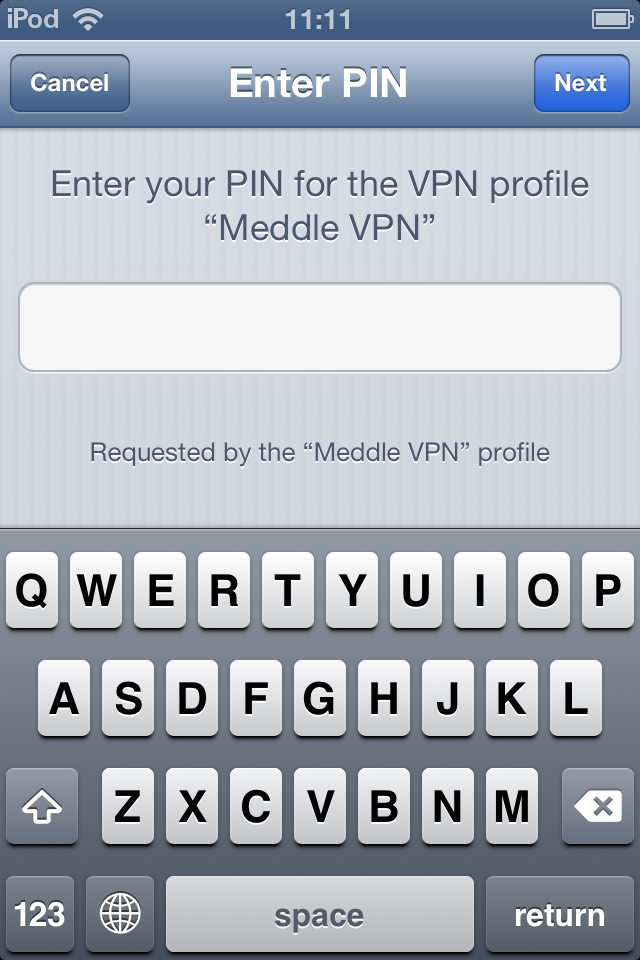 iPod 11:11
Cancel Enter PIN Next
Enter your PIN for the VPN profile
“Meddle VPN”
Requested by the “Meddle VPN” profile
Q W E R T Y U I O P
A S D F G H J K L
Z X C V B N M
123 space return